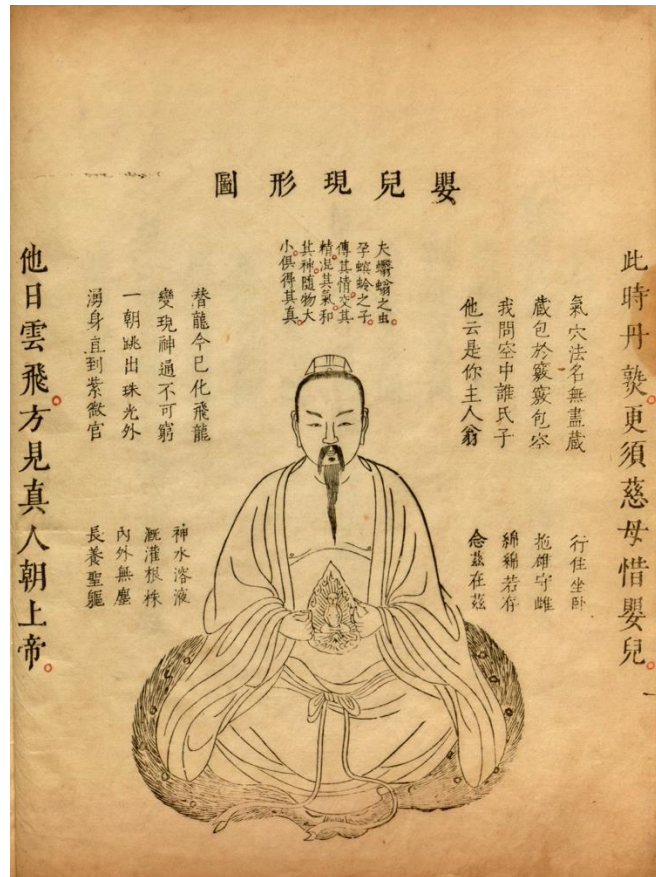 嬰兒現形圖
此時丹熟。更須慈母惜嬰兒。
氣穴法名無盡藏
蔵包於竅竅包空
我問空中誰氏子
他云是你主人翁
行住坐卧
抱雄守雌
綿綿若存
念茲在茲
夫蠮螉之虫。
孕螟蛉之子。
傳其情。交其
精。混其氣。和
其神。隨物大
小。俱得其真。
潛龍今已化飛龍
變現神通不可窮
一朝跳出珠光外
湧身直到紫微宫
神水溶液
溉灌根株
內外無塵
長養聖軀
他日雲飛。方見真人朝上帝。